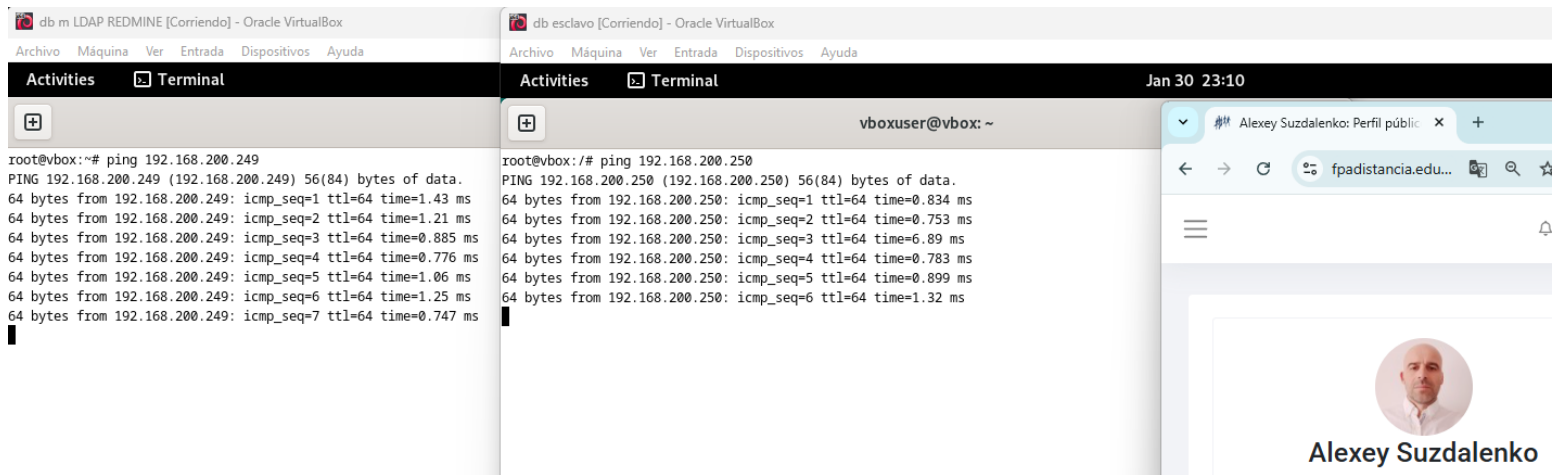 db m LDAP REDMINE [Corriendo] - Oracle VirtualBox
Archivo Máquina Ver Entrada Dispositivos Ayuda
Activities Terminal
root@vbox:~# ping 192.168.200.249
PING 192.168.200.249 (192.168.200.249) 56(84) bytes of data.
64 bytes from 192.168.200.249: icmp_seq=1 ttl=64 time=1.43 ms
64 bytes from 192.168.200.249: icmp_seq=2 ttl=64 time=1.21 ms
64 bytes from 192.168.200.249: icmp_seq=3 ttl=64 time=0.885 ms
64 bytes from 192.168.200.249: icmp_seq=4 ttl=64 time=0.776 ms
64 bytes from 192.168.200.249: icmp_seq=5 ttl=64 time=1.06 ms
64 bytes from 192.168.200.249: icmp_seq=6 ttl=64 time=1.25 ms
64 bytes from 192.168.200.249: icmp_seq=7 ttl=64 time=0.747 ms
db esclavo [Corriendo] - Oracle VirtualBox
Archivo Máquina Ver Entrada Dispositivos Ayuda
Activities Terminal Jan 30 23:10
vboxuser@vbox: ~
root@vbox:/# ping 192.168.200.250
PING 192.168.200.250 (192.168.200.250) 56(84) bytes of data.
64 bytes from 192.168.200.250: icmp_seq=1 ttl=64 time=0.834 ms
64 bytes from 192.168.200.250: icmp_seq=2 ttl=64 time=0.753 ms
64 bytes from 192.168.200.250: icmp_seq=3 ttl=64 time=6.89 ms
64 bytes from 192.168.200.250: icmp_seq=4 ttl=64 time=0.783 ms
64 bytes from 192.168.200.250: icmp_seq=5 ttl=64 time=0.899 ms
64 bytes from 192.168.200.250: icmp_seq=6 ttl=64 time=1.32 ms
Alexey Suzdalenko: Perfil públic
fpadistancia.edu...
Alexey Suzdalenko